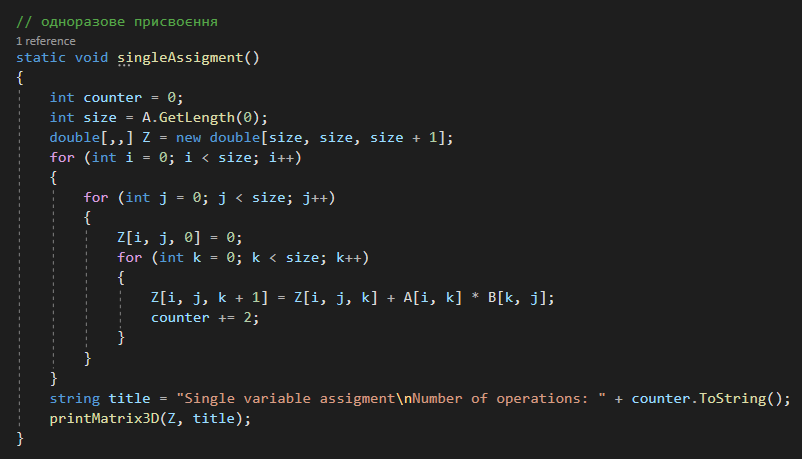 // одноразове присвоєння
1 reference
static void singleAssigment()
{
    int counter = 0;
    int size = A.GetLength(0);
    double[,,] Z = new double[size, size, size + 1];
    for (int i = 0; i < size; i++)
    {
        for (int j = 0; j < size; j++)
        {
            Z[i, j, 0] = 0;
            for (int k = 0; k < size; k++)
            {
                Z[i, j, k + 1] = Z[i, j, k] + A[i, k] * B[k, j];
                counter += 2;
            }
        }
    }
    string title = "Single variable assigment\nNumber of operations: " + counter.ToString();
    printMatrix3D(Z, title);
}